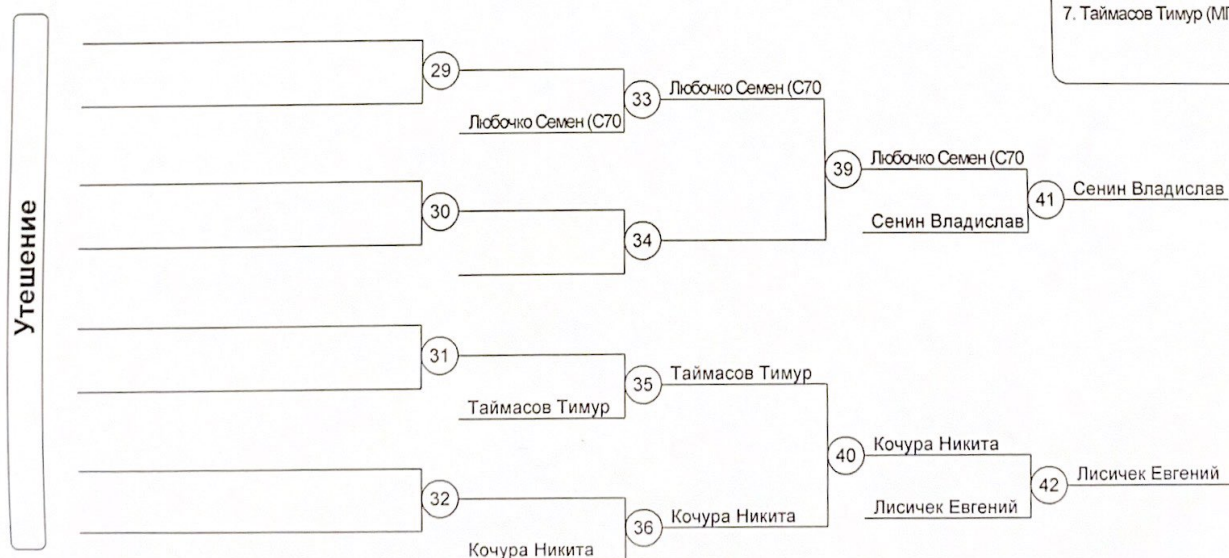 7. Таймасов Тимур (МГ
Утешение
29
33
Любочко Семен (С70
Любочко Семен (С70
39
Любочко Семен (С70
41
Сенин Владислав
Сенин Владислав
30
34
31
35
Таймасов Тимур
Таймасов Тимур
40
Кочура Никита
42
Лисичек Евгений
Лисичек Евгений
32
36
Кочура Никита
Кочура Никита